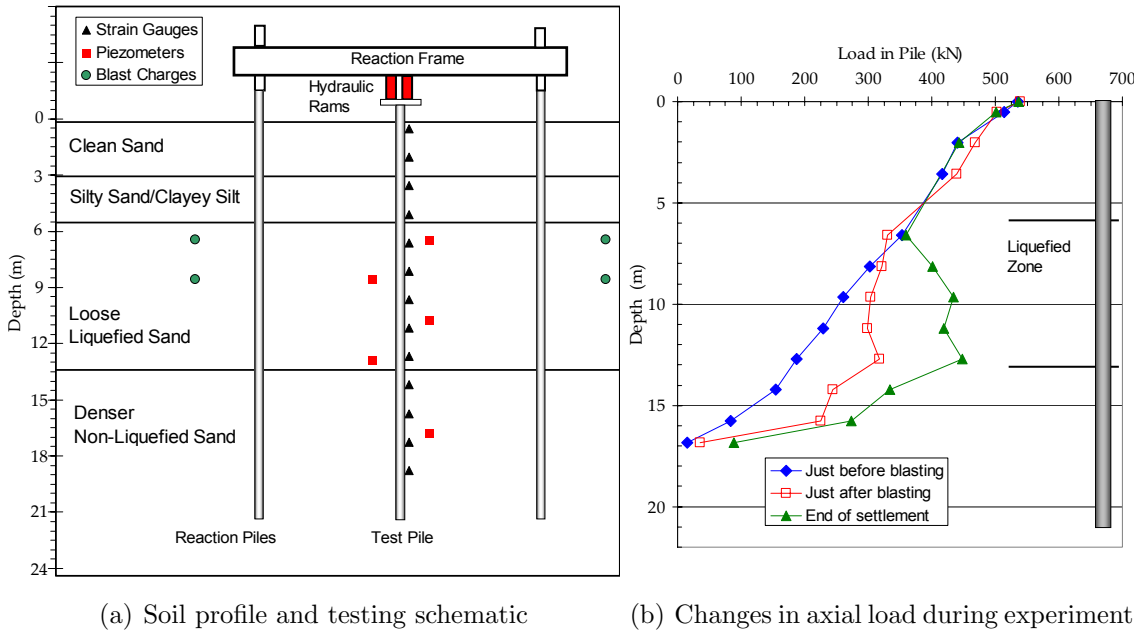 Strain Gauges
Piezometers
Blast Charges
Reaction Frame
Hydraulic
Rams
0
3
6
9
12
15
18
21
24
Depth (m)
Clean Sand
Silty Sand/Clayey Silt
Loose
Liquefied Sand
Denser
Non-Liquefied Sand
Reaction Piles
Test Pile
(a) Soil profile and testing schematic
Load in Pile (kN)
0 100 200 300 400 500 600 700
0
5
10
15
20
Depth (m)
Liquefied
Zone
Just before blasting
Just after blasting
End of settlement
(b) Changes in axial load during experiment